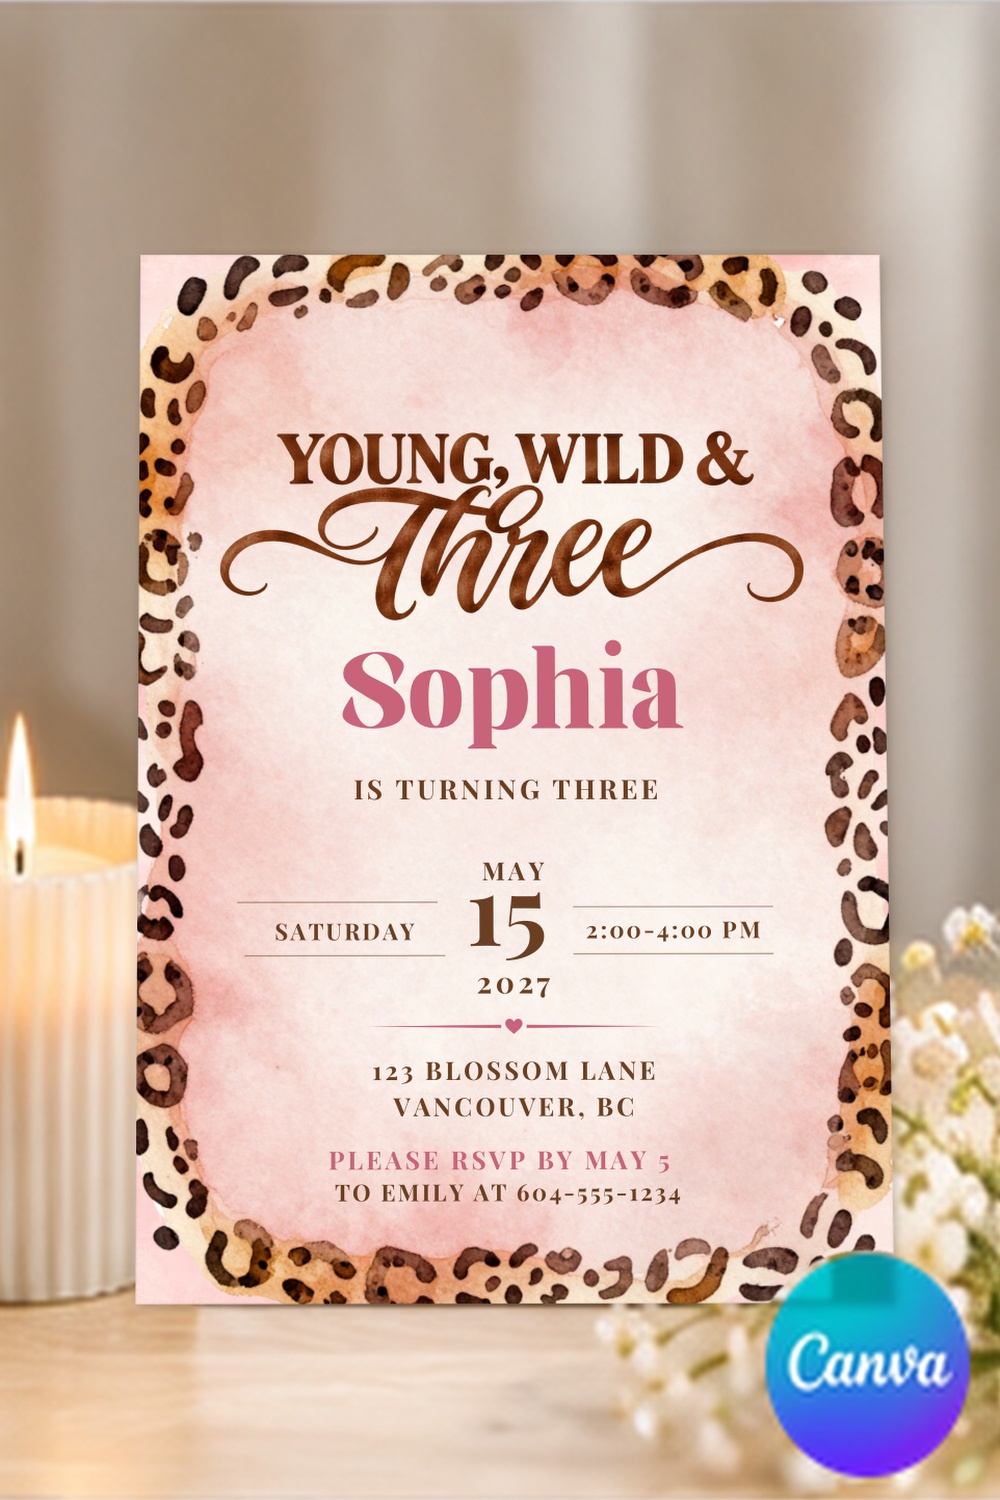 YOUNG, WILD &
Three
Sophia
IS TURNING THREE
MAY
SATURDAY 15 2:00-4:00 PM
2027
123 BLOSSOM LANE
VANCOUVER, BC
PLEASE RSVP BY MAY 5
TO EMILY AT 604-555-1234
Canva